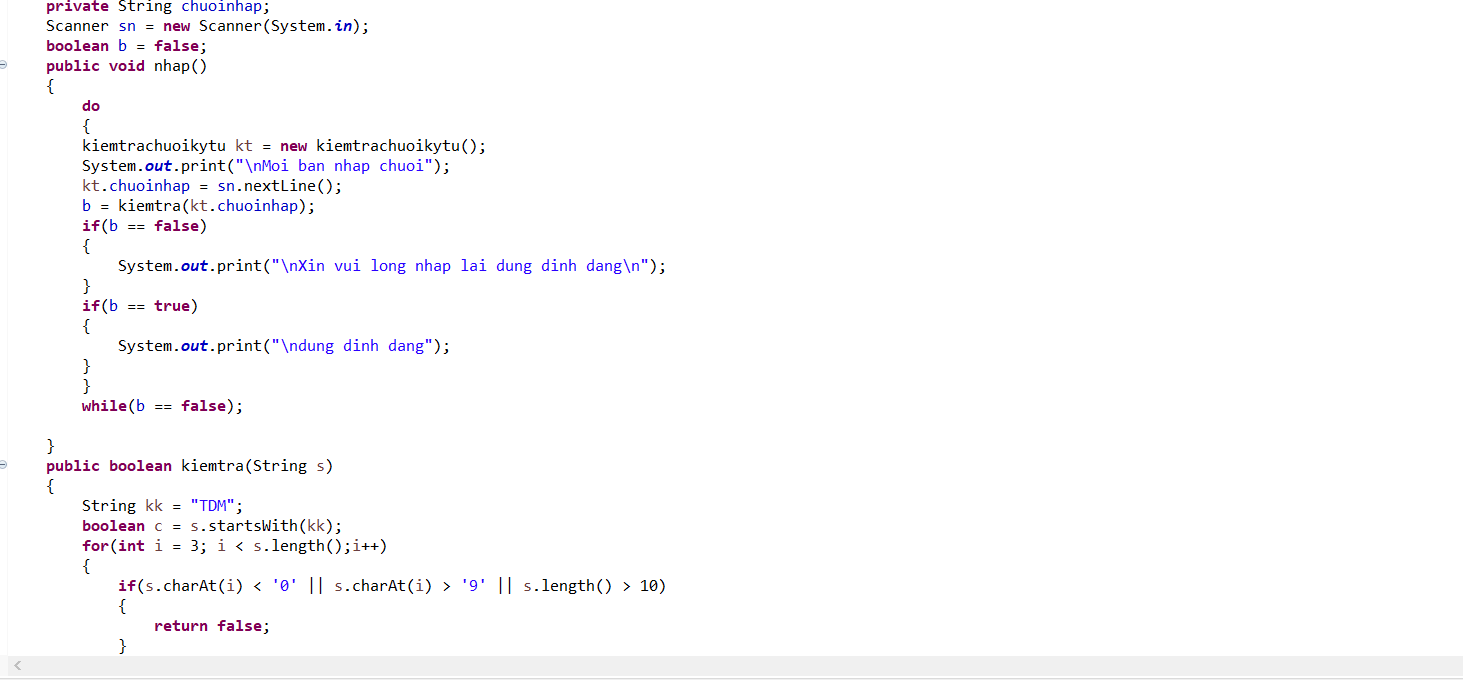 private String chuoinhap;
Scanner sn = new Scanner(System.in);
boolean b = false;
public void nhap()
{
do
{
kiemtrachuoikytu kt = new kiemtrachuoikytu();
System.out.print("\nMoi ban nhap chuoi");
kt.chuoinhap = sn.nextLine();
b = kiemtra(kt.chuoinhap);
if(b == false)
{
System.out.print("\nXin vui long nhap lai dung dinh dang\n");
}
if(b == true)
{
System.out.print("\ndung dinh dang");
}
}
while(b == false);
}
public boolean kiemtra(String s)
{
String kk = "TDM";
boolean c = s.startsWith(kk);
for(int i = 3; i < s.length();i++)
{
if(s.charAt(i) < '0' || s.charAt(i) > '9' || s.length() > 10)
{
return false;
}